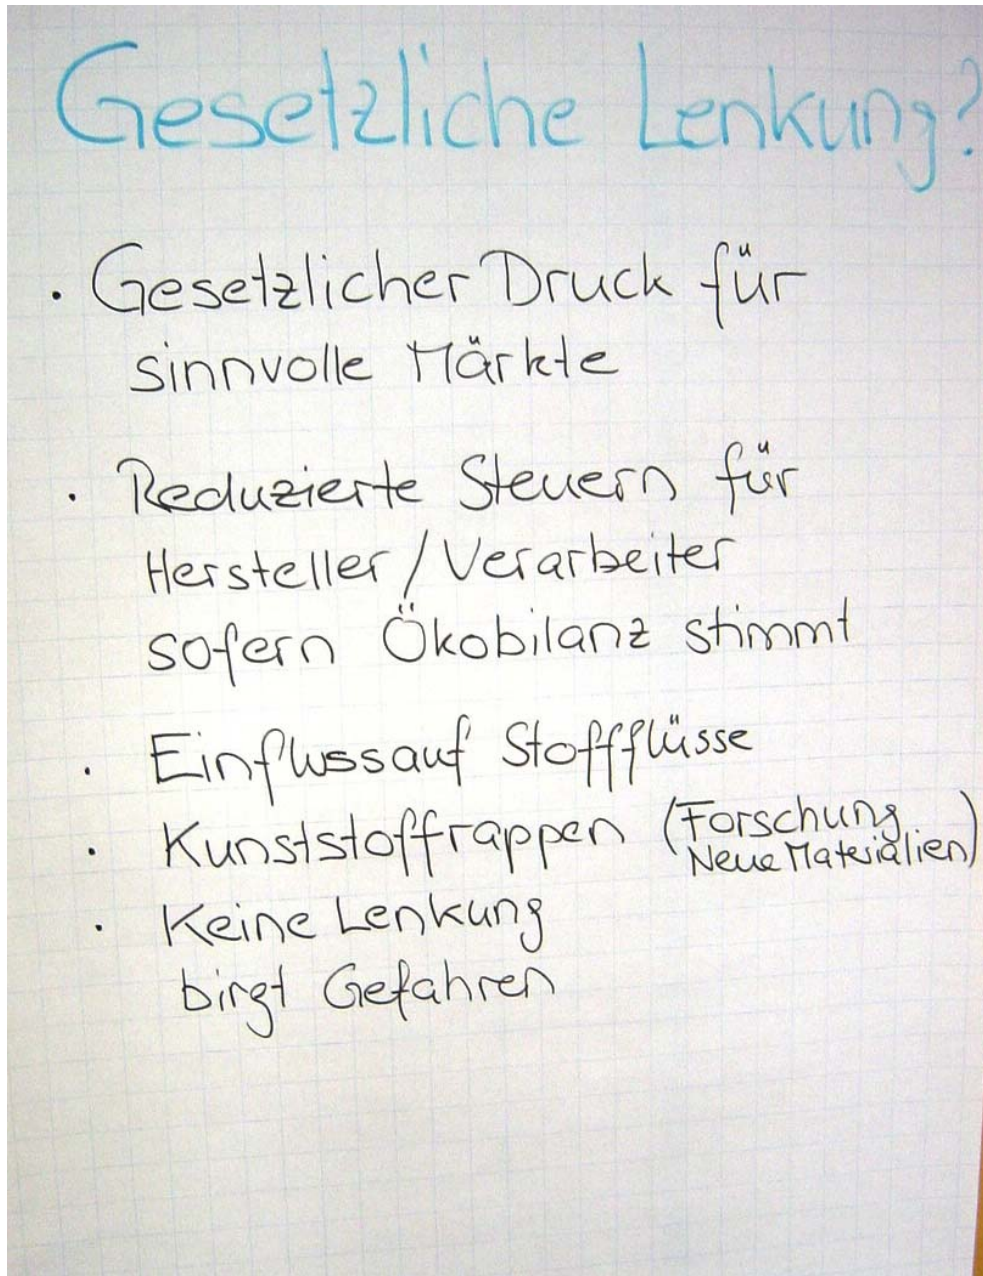 Gesetzliche Lenkung?
· Gesetzlicher Druck für
sinnvolle Märkte
· Reduzierte Steuern für
Hersteller / Verarbeiter
sofern Ökobilanz stimmt
· Einfluss auf Stoffflüsse
· Kunststoffrappen (Forschung
Neue Materialien)
· Keine Lenkung
birgt Gefahren